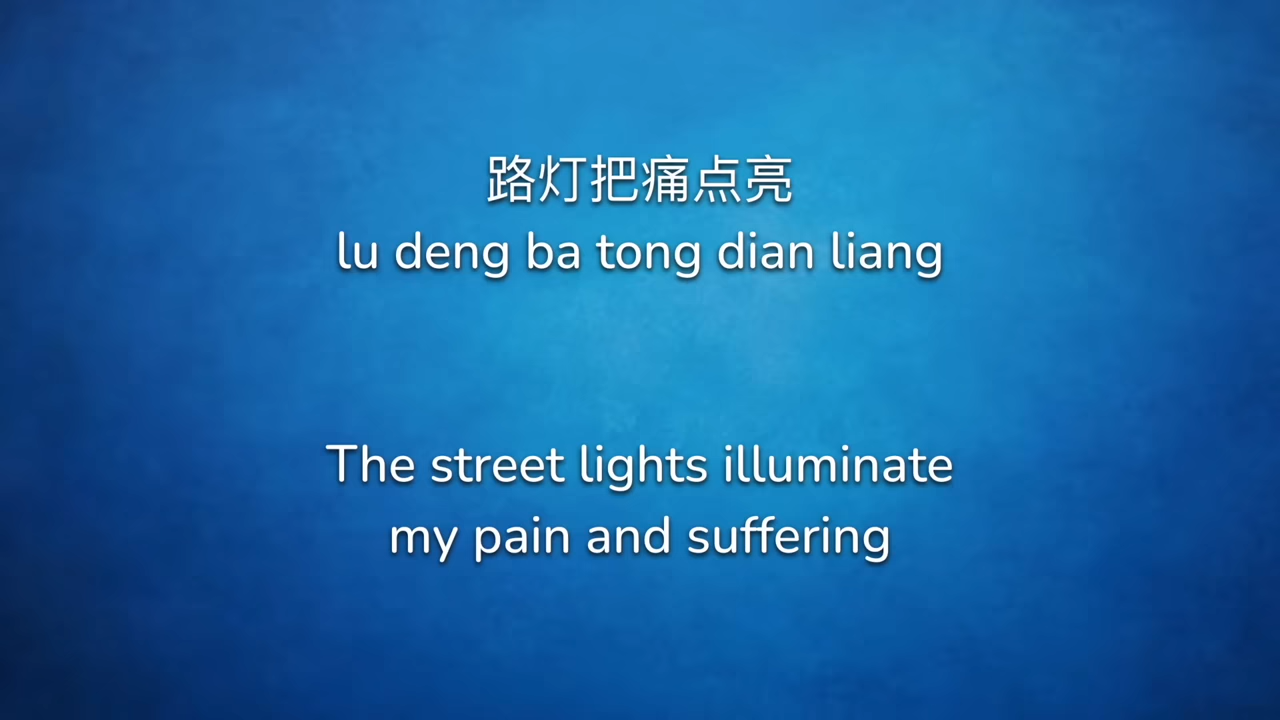 路灯把痛点亮
lu deng ba tong dian liang
The street lights illuminate
my pain and suffering